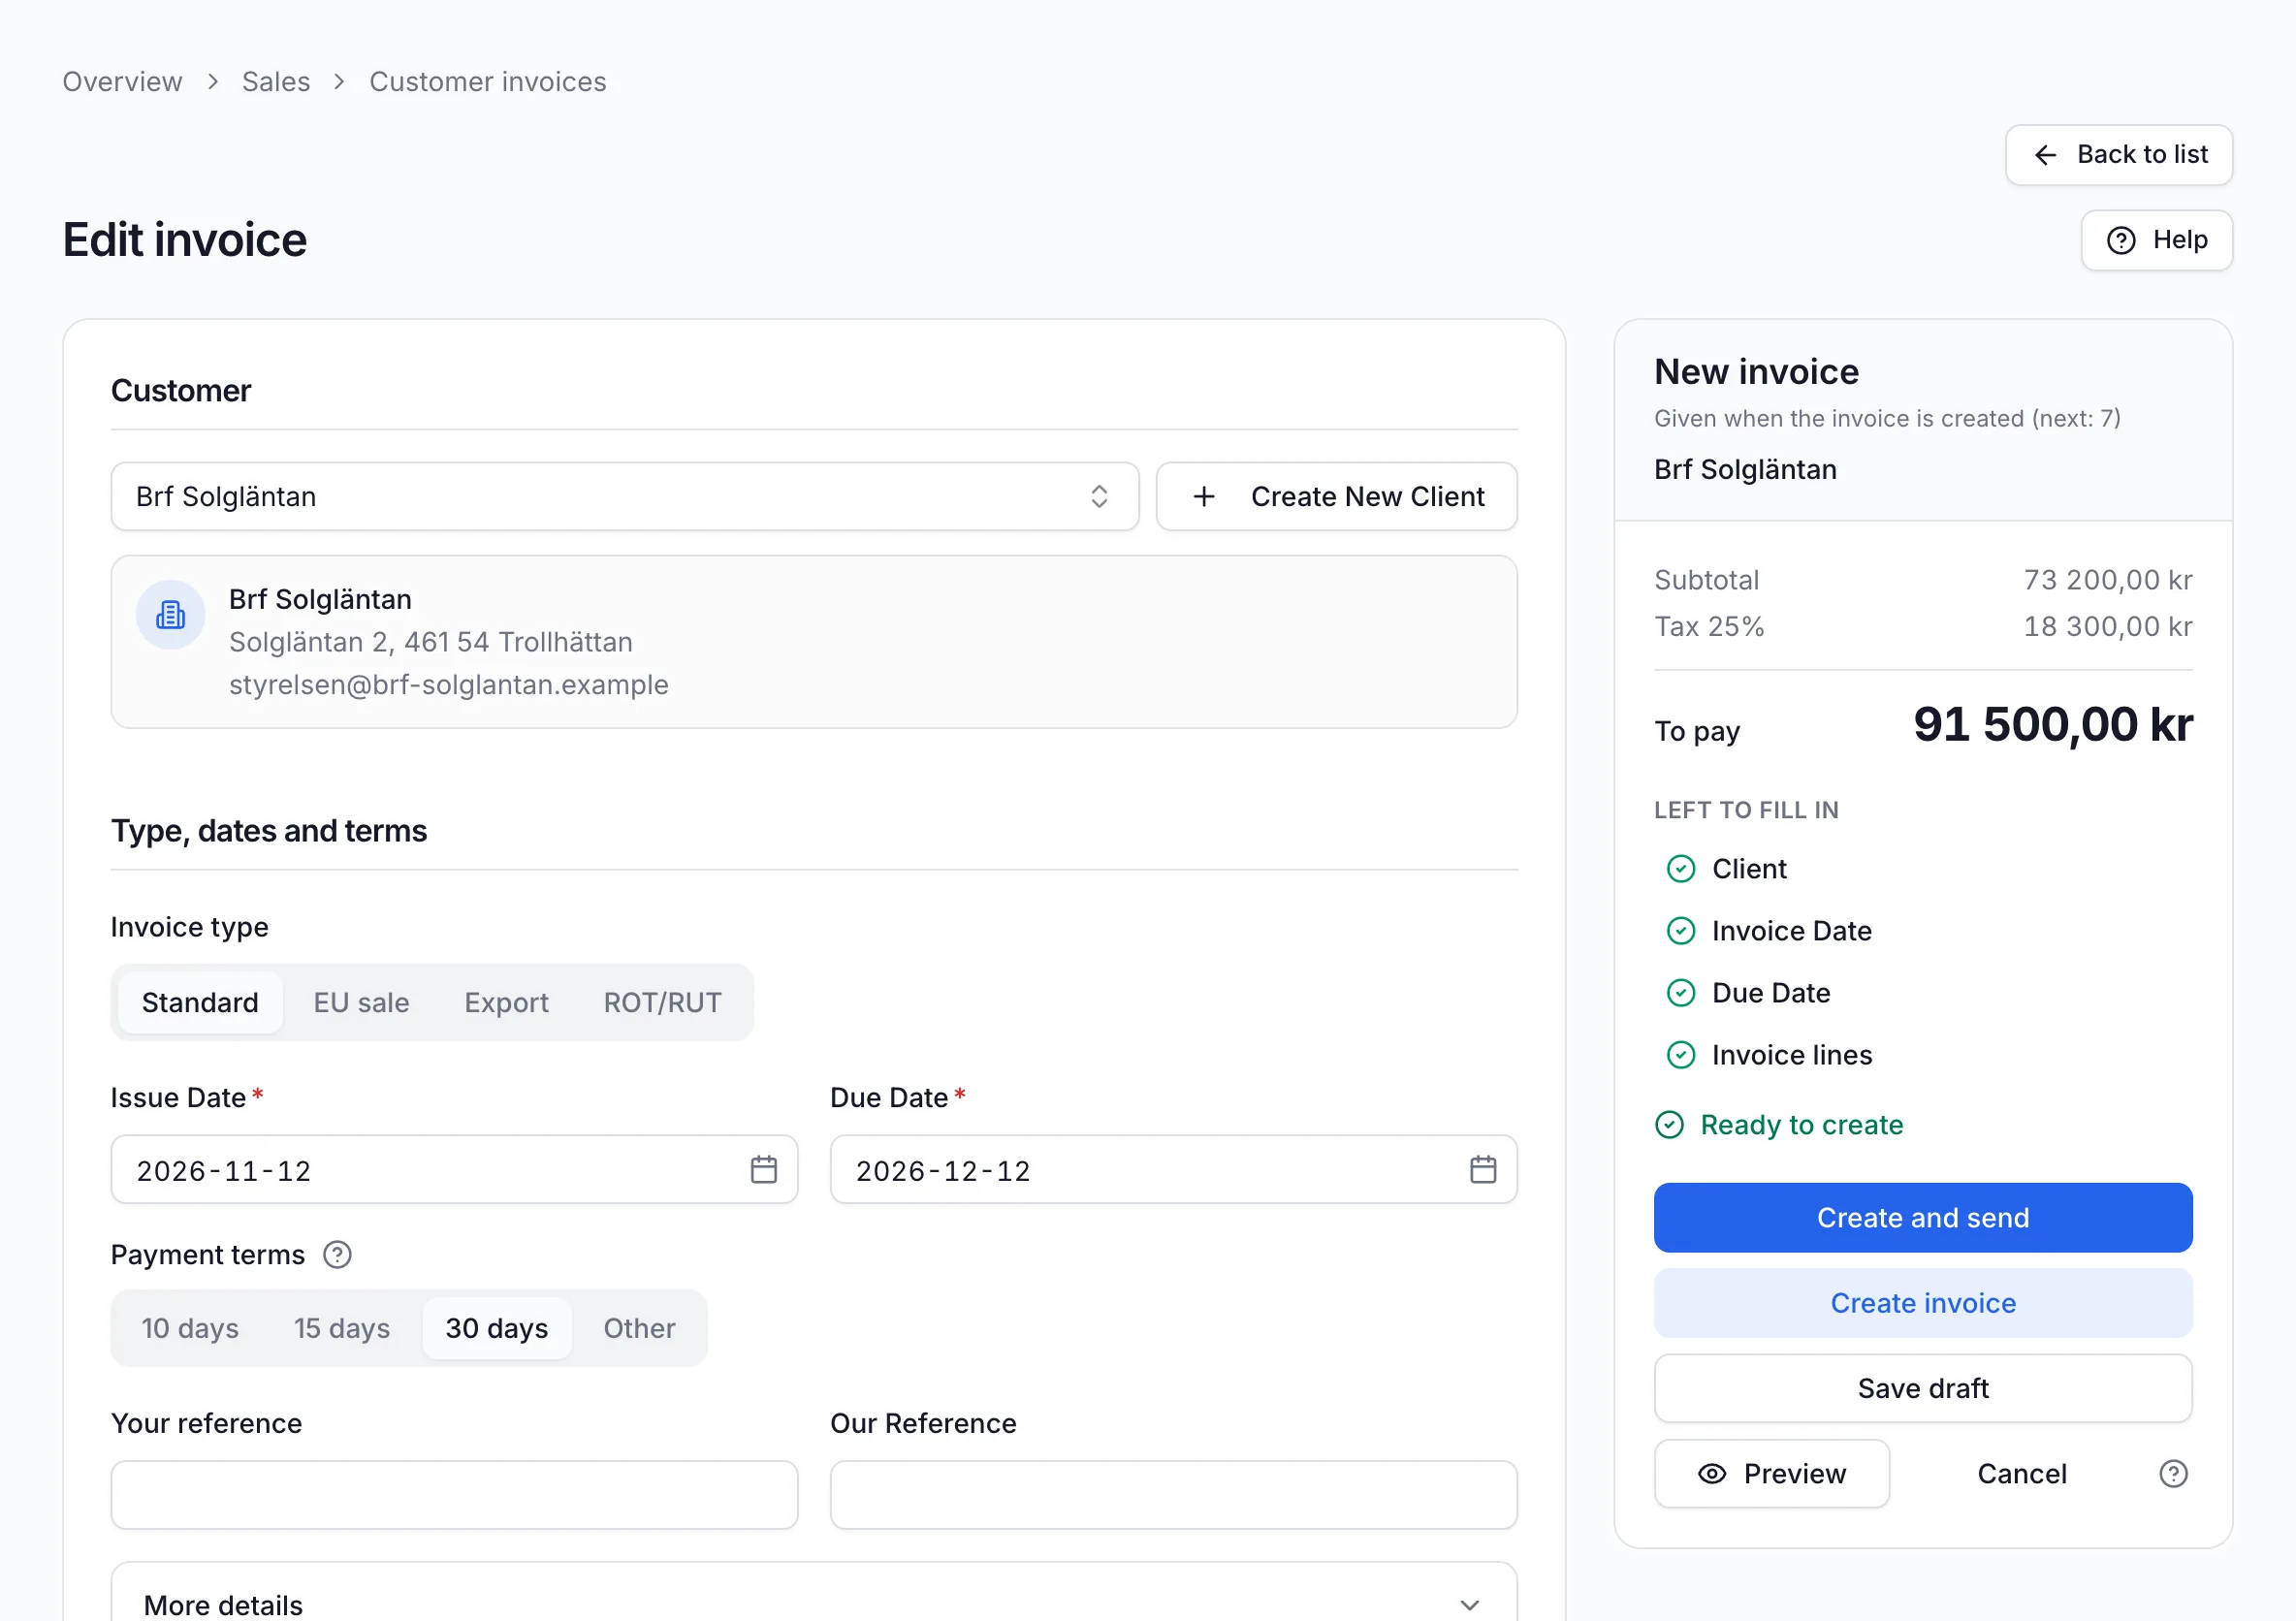 Overview > Sales > Customer invoices
Back to list
Edit invoice
Help
Customer
Brf Solgläntan
Create New Client
Brf Solgläntan
Solgläntan 2, 461 54 Trollhättan
styrelsen@brf-solglantan.example
Type, dates and terms
Invoice type
Standard EU sale Export ROT/RUT
Issue Date* Due Date*
2026-11-12 2026-12-12
Payment terms
10 days 15 days 30 days Other
Your reference Our Reference
More details
New invoice
Given when the invoice is created (next: 7)
Brf Solgläntan
Subtotal 73 200,00 kr
Tax 25% 18 300,00 kr
To pay 91 500,00 kr
LEFT TO FILL IN
Client
Invoice Date
Due Date
Invoice lines
Ready to create
Create and send
Create invoice
Save draft
Preview Cancel